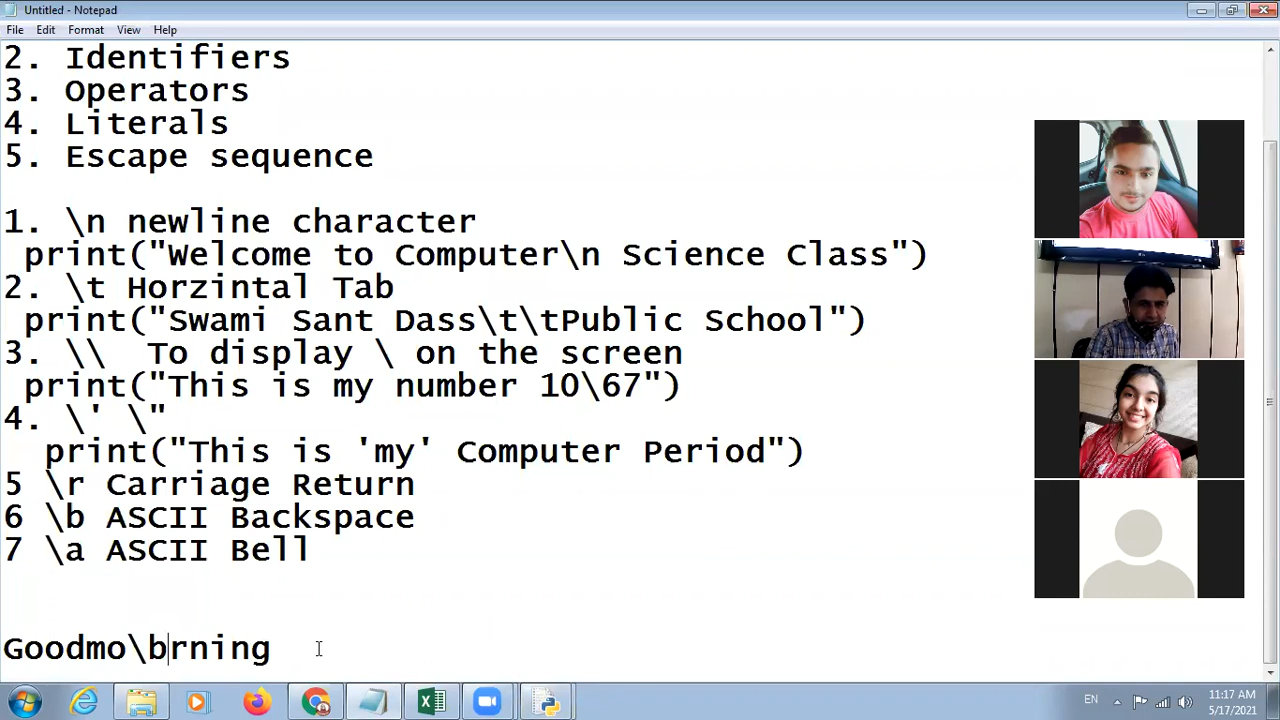 Untitled - Notepad
File Edit Format View Help
2. Identifiers
3. Operators
4. Literals
5. Escape sequence
1. \n newline character
print("Welcome to Computer\n Science Class")
2. \t Horzintal Tab
print("Swami Sant Dass\t\tPublic School")
3. \\ To display \ on the screen
print("This is my number 10\67")
4. \' \"
print("This is 'my' Computer Period")
5 \r Carriage Return
6 \b ASCII Backspace
7 \a ASCII Bell
Goodmo\brning
EN
11:17 AM
5/17/2021